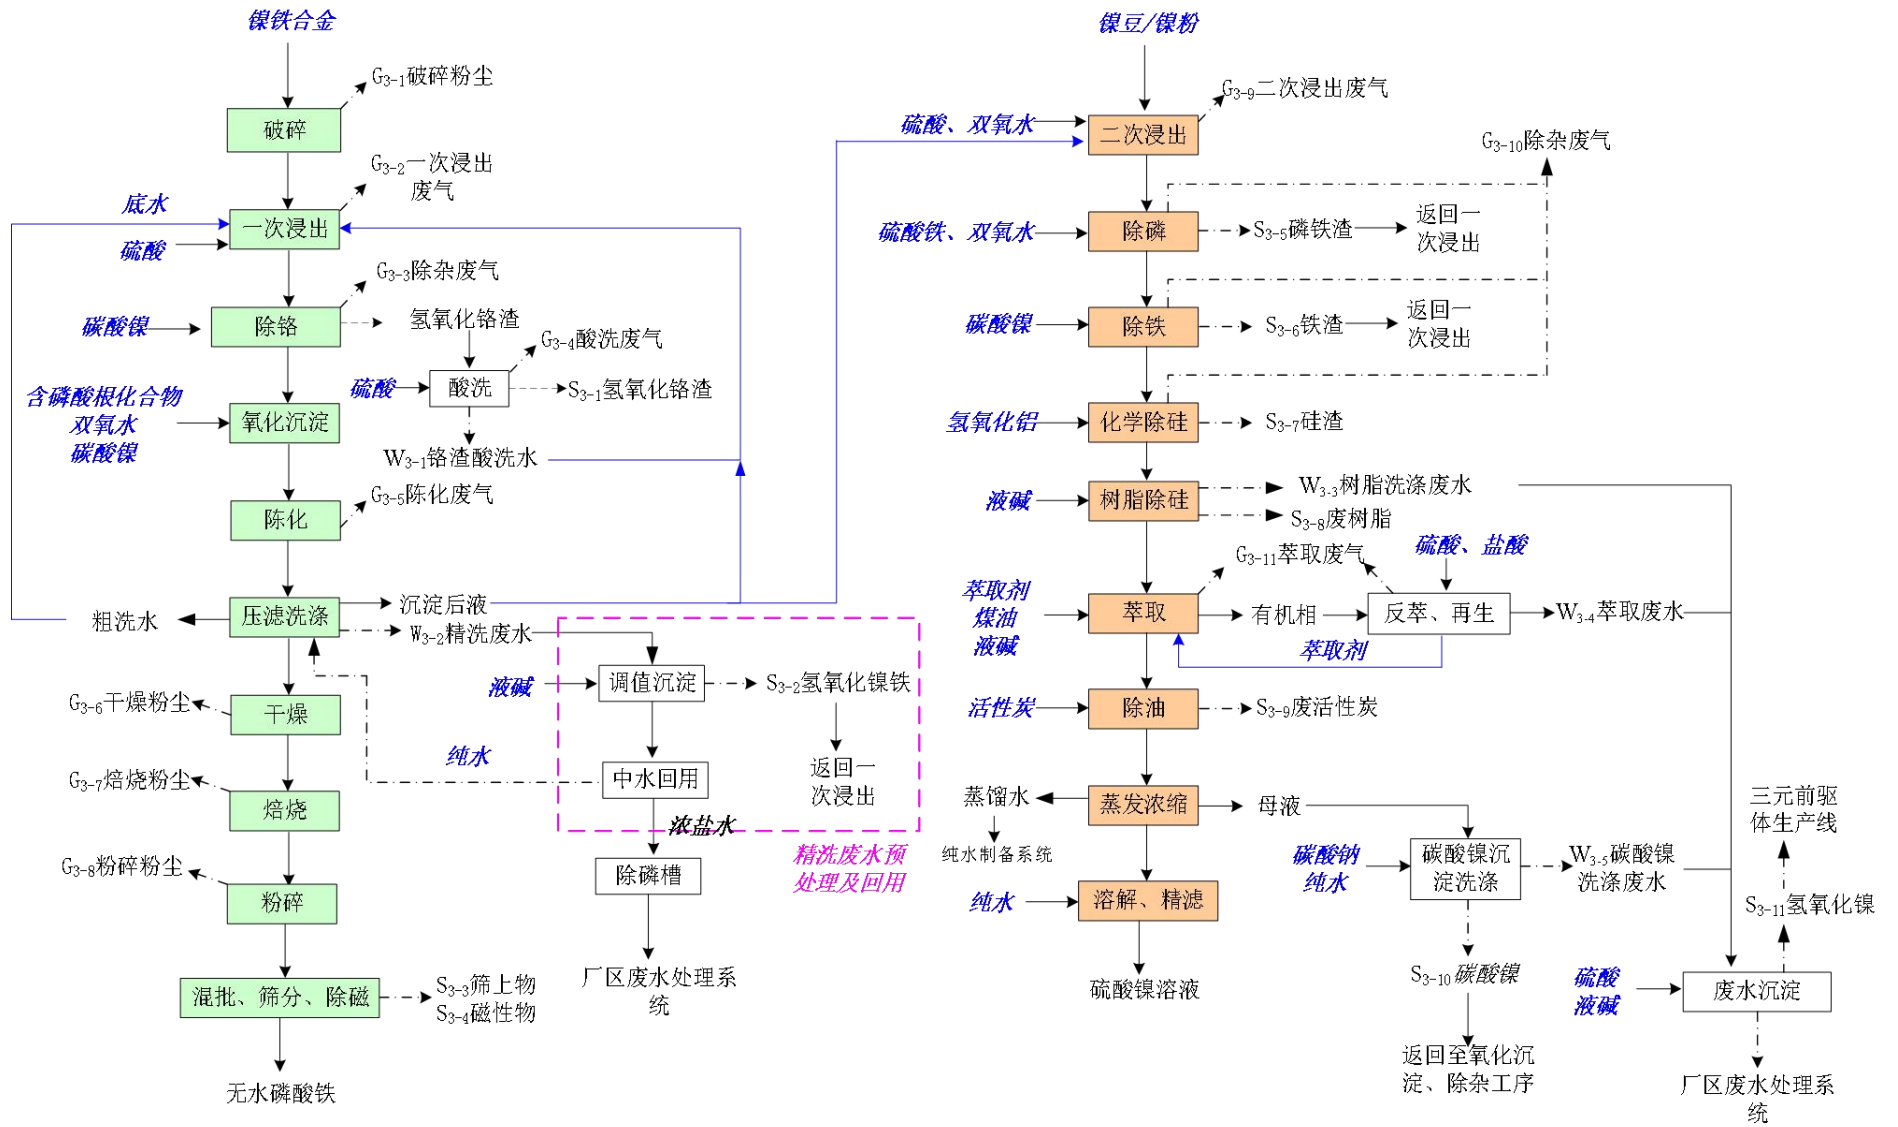 镍铁合金
G3-1破碎粉尘
破碎
G3-2一次浸出
废气
底水
一次浸出
硫酸
G3-3除杂废气
碳酸镍
除铬
氢氧化铬渣
G3-4酸洗废气
硫酸
酸洗
S3-1氢氧化铬渣
含磷酸根化合物
双氧水
碳酸镍
氧化沉淀
W3-1铬渣酸洗水
G3-5陈化废气
陈化
粗洗水
压滤洗涤
沉淀后液
W3-2精洗废水
液碱
调值沉淀
S3-2氢氧化镍铁
G3-6干燥粉尘
干燥
纯水
中水回用
返回一
次浸出
G3-7焙烧粉尘
焙烧
浓盐水
精洗废水预
处理及回用
G3-8粉碎粉尘
粉碎
除磷槽
混批、筛分、除磁
S3-3筛上物
S3-4磁性物
厂区废水处理系
统
无水磷酸铁
镍豆/镍粉
G3-9二次浸出废气
硫酸、双氧水
二次浸出
G3-10除杂废气
硫酸铁、双氧水
除磷
S3-5磷铁渣
返回一
次浸出
碳酸镍
除铁
S3-6铁渣
返回一
次浸出
氢氧化铝
化学除硅
S3-7硅渣
液碱
树脂除硅
W3-3树脂洗涤废水
S3-8废树脂
G3-11萃取废气
硫酸、盐酸
萃取剂
煤油
液碱
萃取
有机相
反萃、再生
W3-4萃取废水
萃取剂
活性炭
除油
S3-9废活性炭
蒸馏水
蒸发浓缩
母液
纯水制备系统
碳酸钠
纯水
碳酸镍沉
淀洗涤
W3-5碳酸镍
洗涤废水
三元前驱
体生产线
纯水
溶解、精滤
S3-11氢氧化镍
S3-10碳酸镍
硫酸
液碱
废水沉淀
硫酸镍溶液
返回至氧化沉
淀、除杂工序
厂区废水处理系
统